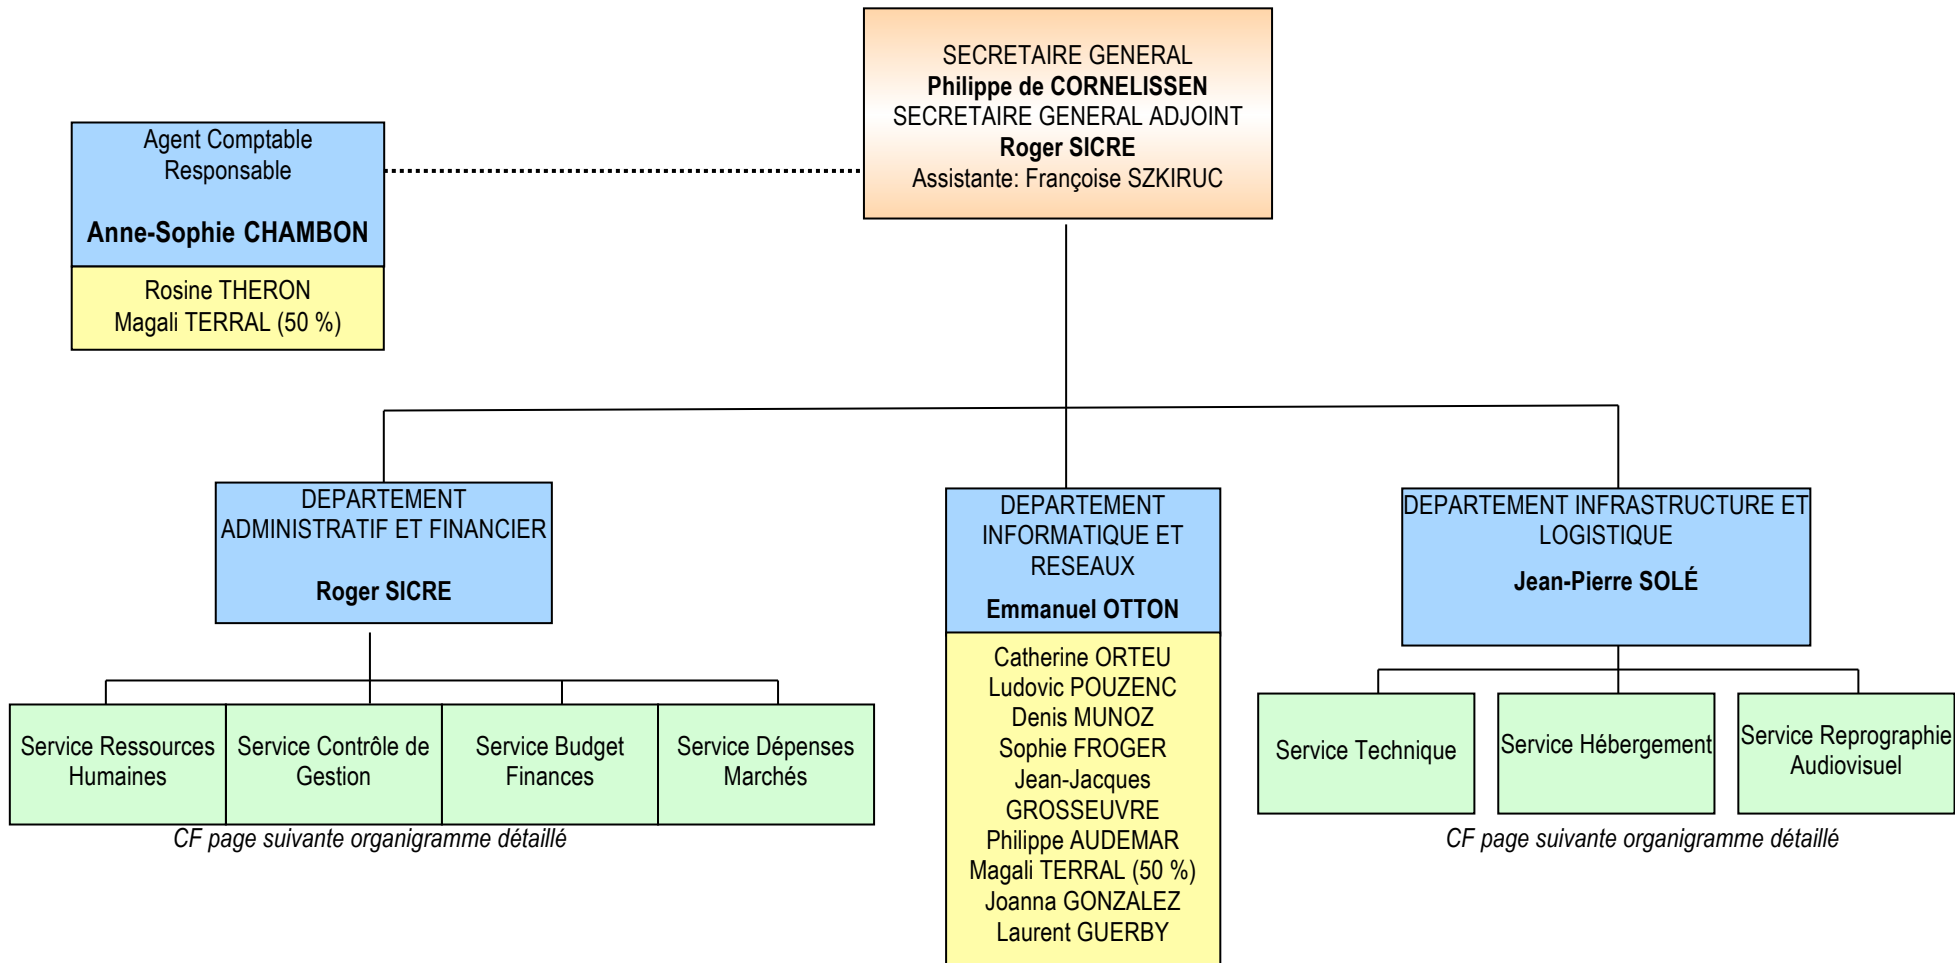 SECRETAIRE GENERAL
Philippe de CORNELISSEN
SECRETAIRE GENERAL ADJOINT
Roger SICRE
Assistante: Françoise SZKIRUC
Agent Comptable
Responsable
Anne-Sophie CHAMBON
Rosine THERON
Magali TERRAL (50 %)
DEPARTEMENT
ADMINISTRATIF ET FINANCIER
Roger SICRE
DEPARTEMENT
INFORMATIQUE ET
RESEAUX
Emmanuel OTTON
Catherine ORTEU
Ludovic POUZENC
Denis MUNOZ
Sophie FROGER
Jean-Jacques
GROSSEUVRE
Philippe AUDEMAR
Magali TERRAL (50 %)
Joanna GONZALEZ
Laurent GUERBY
DEPARTEMENT INFRASTRUCTURE ET
LOGISTIQUE
Jean-Pierre SOLÉ
Service Ressources
Humaines
Service Contrôle de
Gestion
Service Budget
Finances
Service Dépenses
Marchés
CF page suivante organigramme détaillé
Service Technique
Service Hébergement
Service Reprographie
Audiovisuel
CF page suivante organigramme détaillé